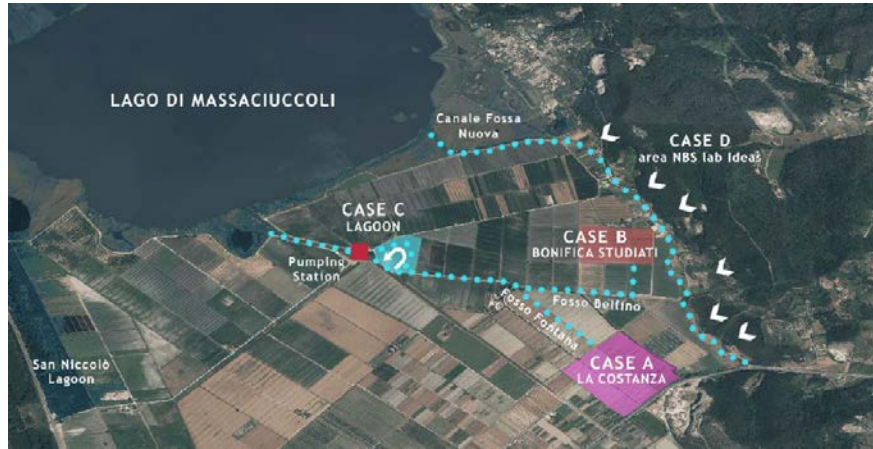 LAGO DI MASSACIUCCOLI
Canale Fossa
Nuova
CASE D
area NBS lab Ideas
CASE C
LAGOON
CASE B
BONIFICA STUDIATI
Pumping
Station
Fosso Belfino
Fosso Fontana
CASE A
LA COSTANZA
San Niccolò
Lagoon